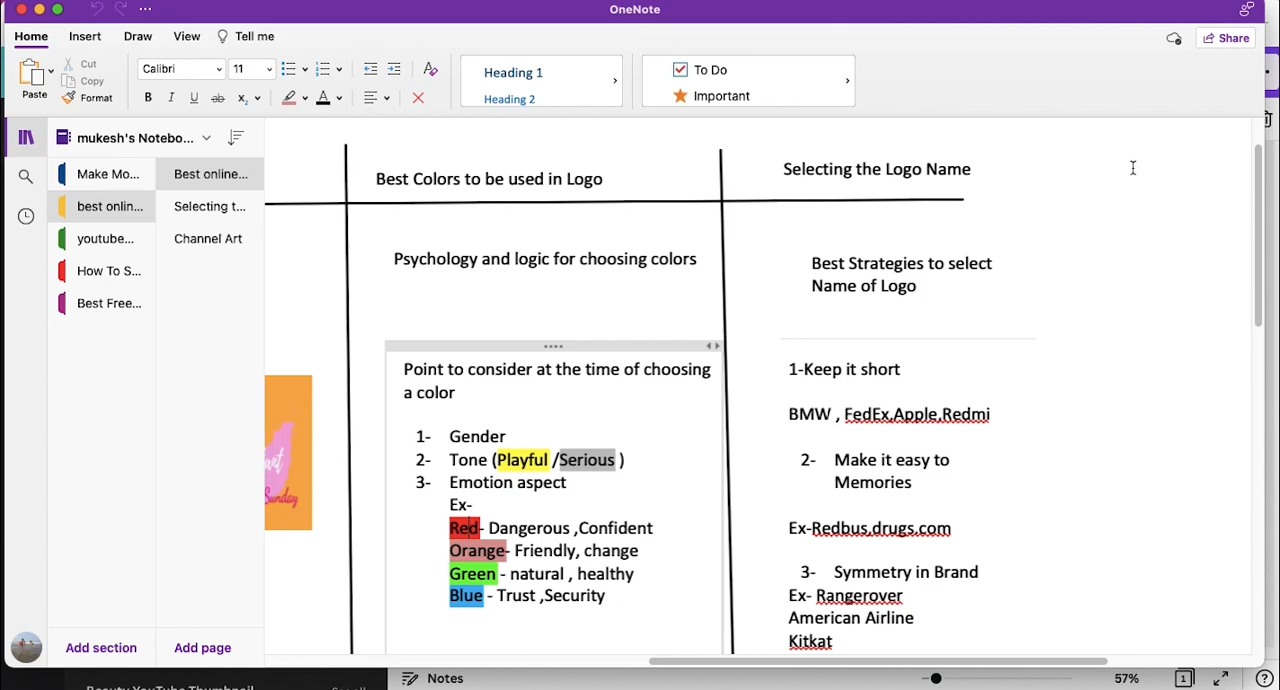 OneNote
Home Insert Draw View Tell me
Share
Paste
Cut
Copy
Format
Calibri 11
B I U ab x₂ A
Heading 1
Heading 2
To Do
Important
mukesh's Notebo...
Make Mo...
best onlin...
youtube...
How To S...
Best Free...
Best online...
Selecting t...
Channel Art
Add section
Add page
Sunday
Best Colors to be used in Logo
Psychology and logic for choosing colors
Point to consider at the time of choosing
a color
1- Gender
2- Tone (Playful /Serious )
3- Emotion aspect
Ex-
Red- Dangerous ,Confident
Orange- Friendly, change
Green - natural , healthy
Blue - Trust ,Security
Selecting the Logo Name
Best Strategies to select
Name of Logo
1-Keep it short
BMW , FedEx,Apple,Redmi
2- Make it easy to
Memories
Ex-Redbus,drugs.com
3- Symmetry in Brand
Ex- Rangerover
American Airline
Kitkat
Notes
57%
1